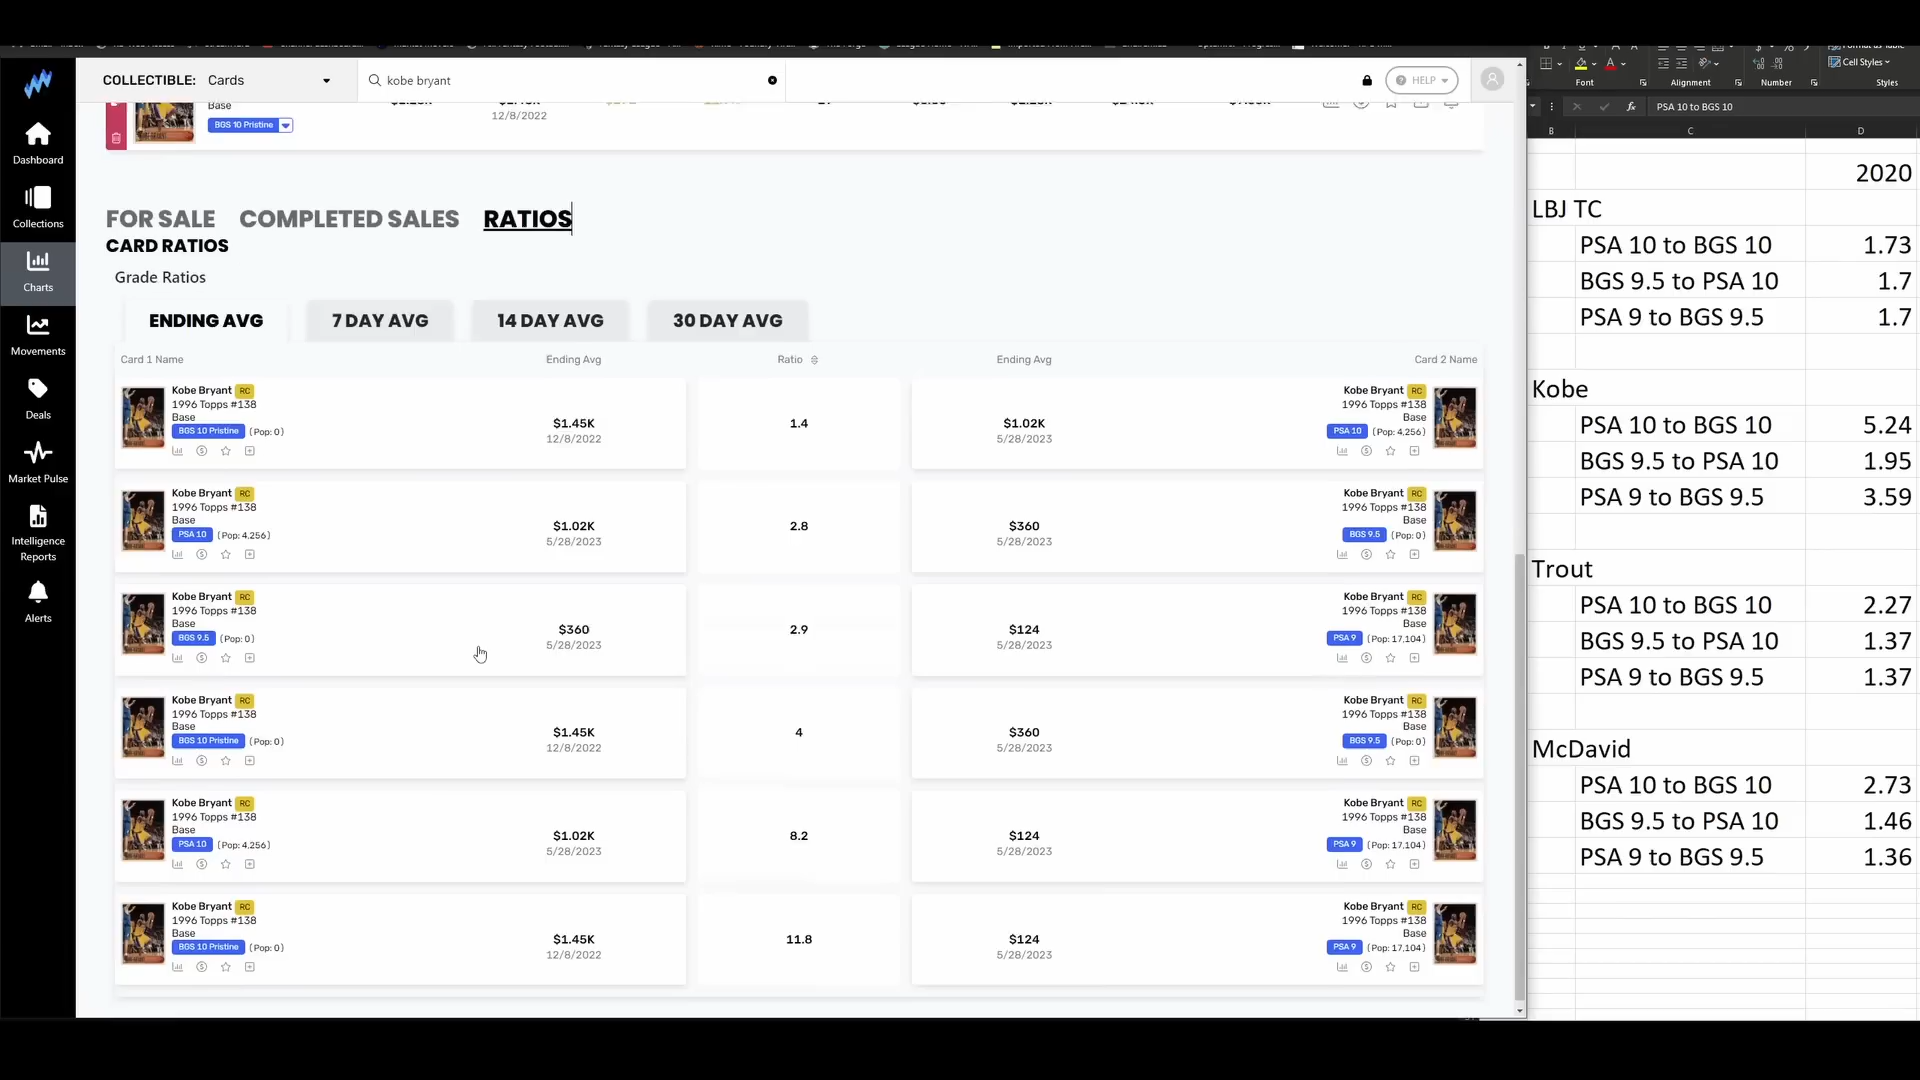 COLLECTIBLE: Cards
kobe bryant
HELP
Dashboard
Collections
Charts
Movements
Deals
Market Pulse
Intelligence
Reports
Alerts
Base
BGS 10 Pristine
12/8/2022
FOR SALE COMPLETED SALES RATIOS
CARD RATIOS
Grade Ratios
ENDING AVG 7 DAY AVG 14 DAY AVG 30 DAY AVG
Card 1 Name Ending Avg Ratio Ending Avg Card 2 Name
Kobe Bryant RC Kobe Bryant RC
1996 Topps #138 1996 Topps #138
Base $1.45K 1.4 $1.02K Base
BGS 10 Pristine (Pop: 0) 12/8/2022 5/28/2023 PSA 10 (Pop: 4,256)
Kobe Bryant RC Kobe Bryant RC
1996 Topps #138 1996 Topps #138
Base $1.02K 2.8 $360 Base
PSA 10 (Pop: 4,256) 5/28/2023 5/28/2023 BGS 9.5 (Pop: 0)
Kobe Bryant RC Kobe Bryant RC
1996 Topps #138 1996 Topps #138
Base $360 2.9 $124 Base
BGS 9.5 (Pop: 0) 5/28/2023 5/28/2023 PSA 9 (Pop: 17,104)
Kobe Bryant RC Kobe Bryant RC
1996 Topps #138 1996 Topps #138
Base $1.45K 4 $360 Base
BGS 10 Pristine (Pop: 0) 12/8/2022 5/28/2023 BGS 9.5 (Pop: 0)
Kobe Bryant RC Kobe Bryant RC
1996 Topps #138 1996 Topps #138
Base $1.02K 8.2 $124 Base
PSA 10 (Pop: 4,256) 5/28/2023 5/28/2023 PSA 9 (Pop: 17,104)
Kobe Bryant RC Kobe Bryant RC
1996 Topps #138 1996 Topps #138
Base $1.45K 11.8 $124 Base
BGS 10 Pristine (Pop: 0) 12/8/2022 5/28/2023 PSA 9 (Pop: 17,104)
Cell Styles
Font Alignment Number Styles
fx PSA 10 to BGS 10
B C D
2020
LBJ TC
PSA 10 to BGS 10 1.73
BGS 9.5 to PSA 10 1.7
PSA 9 to BGS 9.5 1.7
Kobe
PSA 10 to BGS 10 5.24
BGS 9.5 to PSA 10 1.95
PSA 9 to BGS 9.5 3.59
Trout
PSA 10 to BGS 10 2.27
BGS 9.5 to PSA 10 1.37
PSA 9 to BGS 9.5 1.37
McDavid
PSA 10 to BGS 10 2.73
BGS 9.5 to PSA 10 1.46
PSA 9 to BGS 9.5 1.36